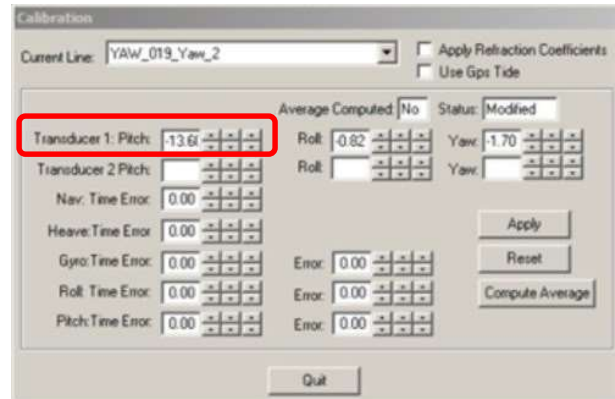 Calibration
Current Line: YAW_019_Yaw_2
Apply Refraction Coefficients
Use Gps Tide
Average Computed: No Status: Modified
Transducer 1: Pitch: Roll: -0.82 Yaw: -1.70
Transducer 2 Pitch: Roll: Yaw:
Nav: Time Error: 0.00
Heave:Time Error 0.00
Apply
Gyro:Time Error: 0.00 Error: 0.00
Reset
Roll: Time Error: 0.00 Error: 0.00
Compute Average
Pitch:Time Error: 0.00 Error: 0.00
Quit